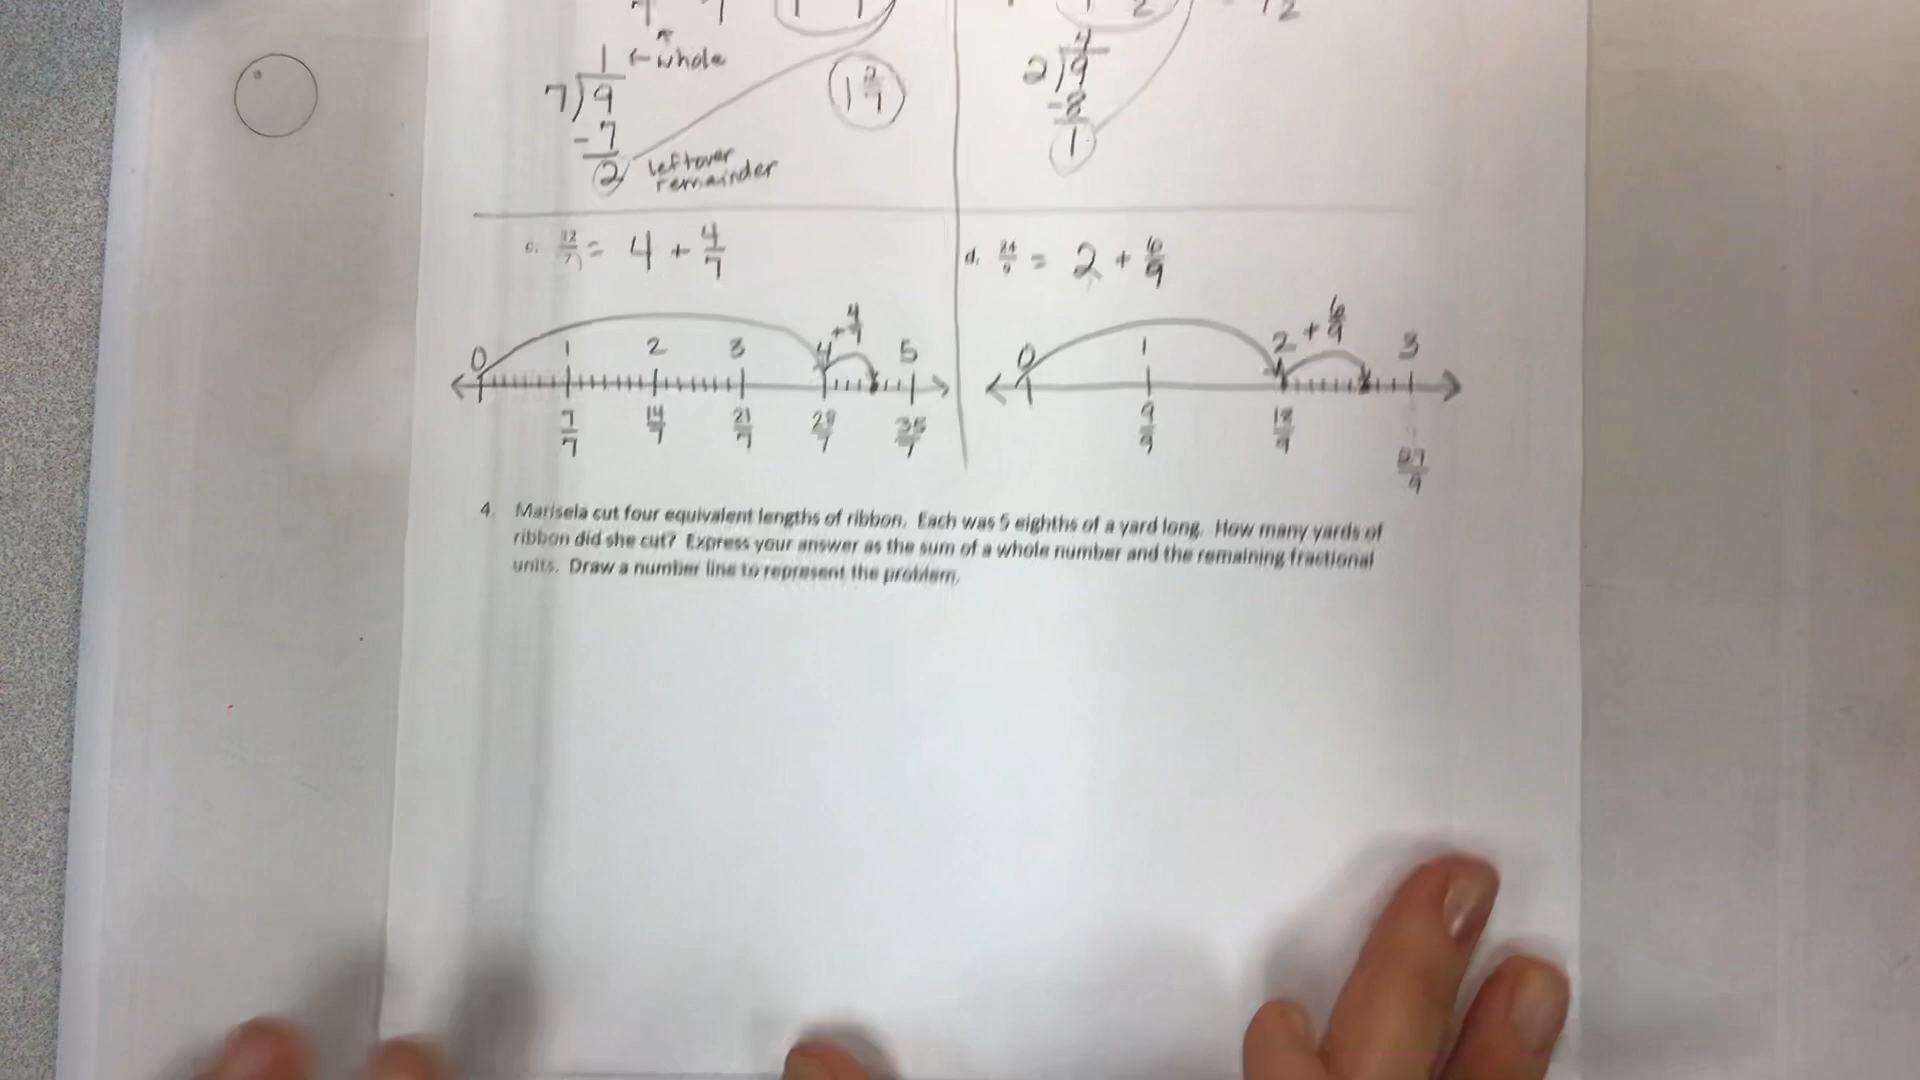 1 ← whole
7)9
-7
2 leftover
remainder
1 2/7
4
2)9
-8
1
c. 32/7 = 4 + 4/7
0 1 2 3 4 + 4/7 5
7/7 14/7 21/7 28/7 35/7
d. 24/9 = 2 + 6/9
0 1 2 + 6/9 3
9/9 18/9 27/9
4. Marisela cut four equivalent lengths of ribbon. Each was 5 eighths of a yard long. How many yards of
ribbon did she cut? Express your answer as the sum of a whole number and the remaining fractional
units. Draw a number line to represent the problem.